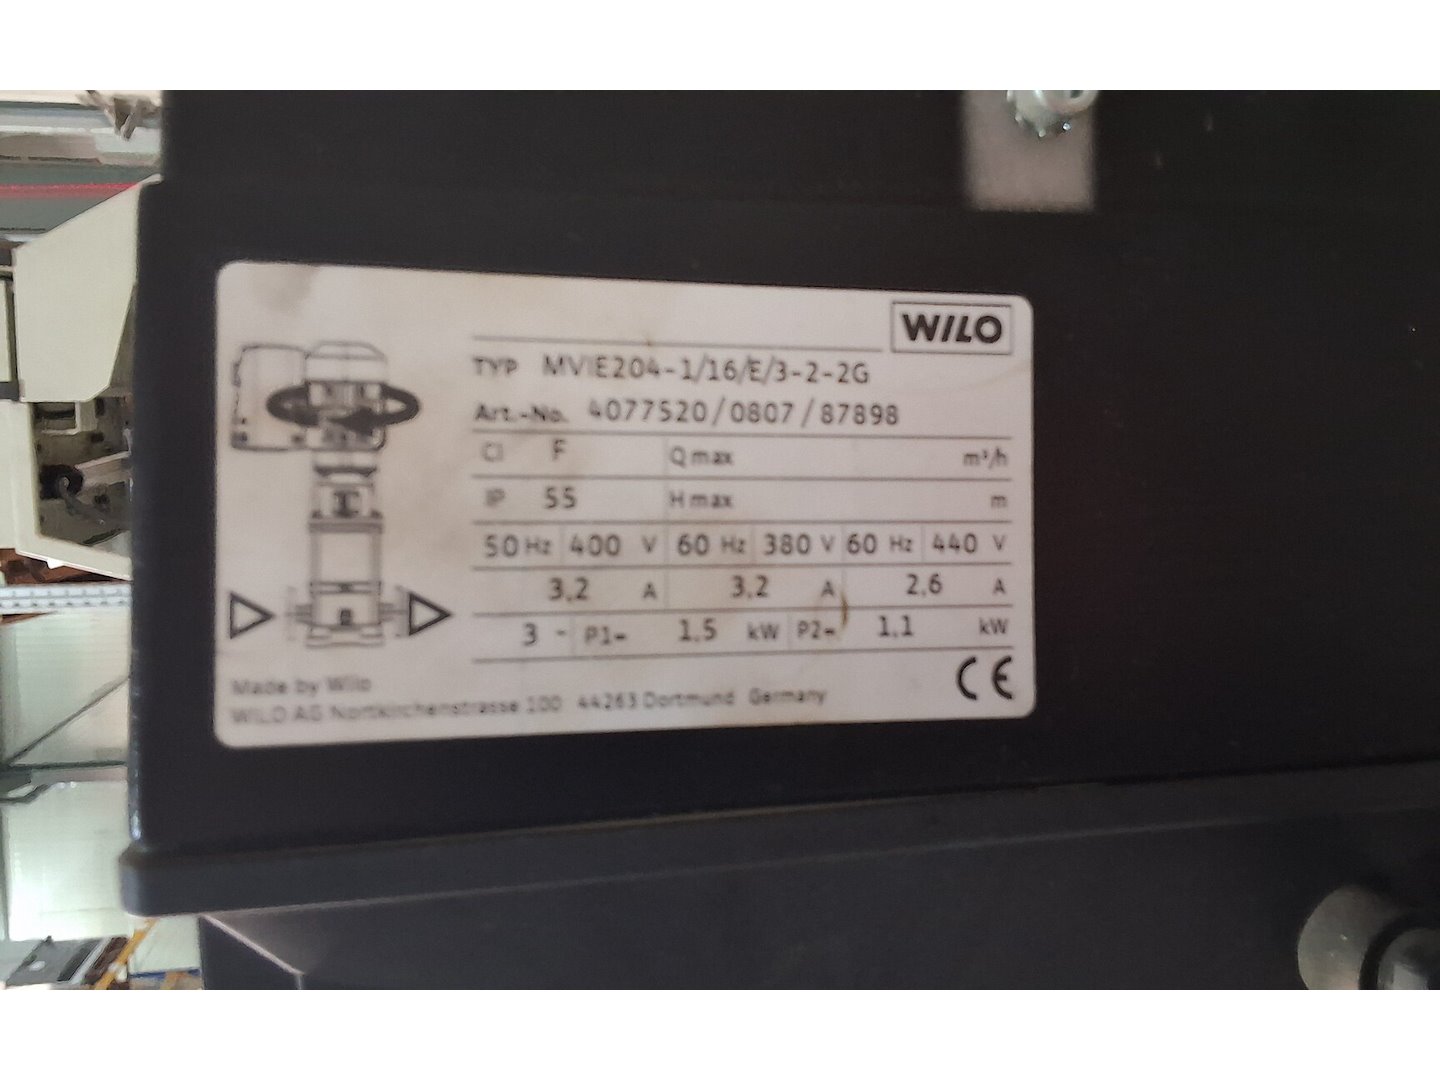 WILO
TYP MVIE204-1/16/E/3-2-2G
Art.-No. 4077520/0807/87898
Cl F Qmax m³/h
IP 55 Hmax m
50 Hz 400 V 60 Hz 380 V 60 Hz 440 V
3,2 A 3,2 A 2,6 A
3 ~ P1= 1,5 kW P2= 1,1 kW
Made by Wilo
WILO AG Nortkirchenstrasse 100 44263 Dortmund Germany
CE